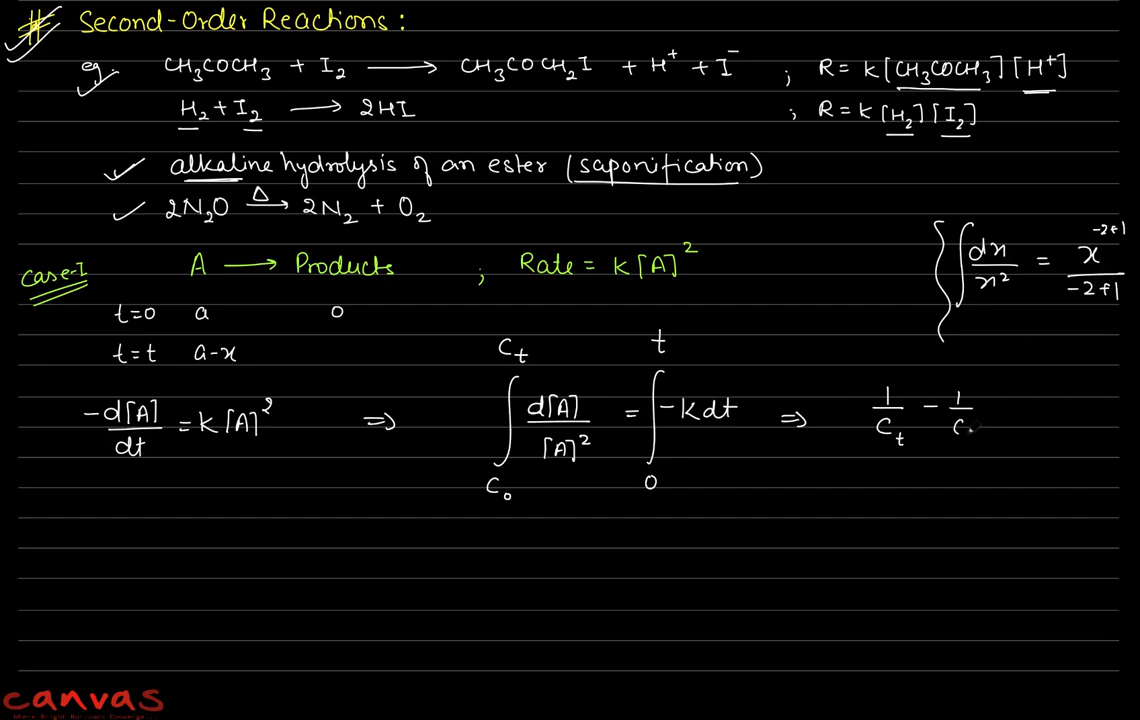 # Second-Order Reactions :
eg. CH₃COCH₃ + I₂ ⟶ CH₃COCH₂I + H⁺ + I⁻ ; R = K[CH₃COCH₃][H⁺]
H₂ + I₂ ⟶ 2HI ; R = K[H₂][I₂]
✓ alkaline hydrolysis of an ester (saponification)
✓ 2N₂O —Δ→ 2N₂ + O₂
Case-I A ⟶ Products ; Rate = K[A]²
{ ∫ dx/x² = x⁻²⁺¹/-2+1
t=0 a 0
t=t a-x
-d[A]/dt = K[A]² ⇒ ∫_{C₀}^{Cₜ} d[A]/[A]² = ∫_{0}^{t} -Kdt ⇒ 1/Cₜ - 1/C
canvas